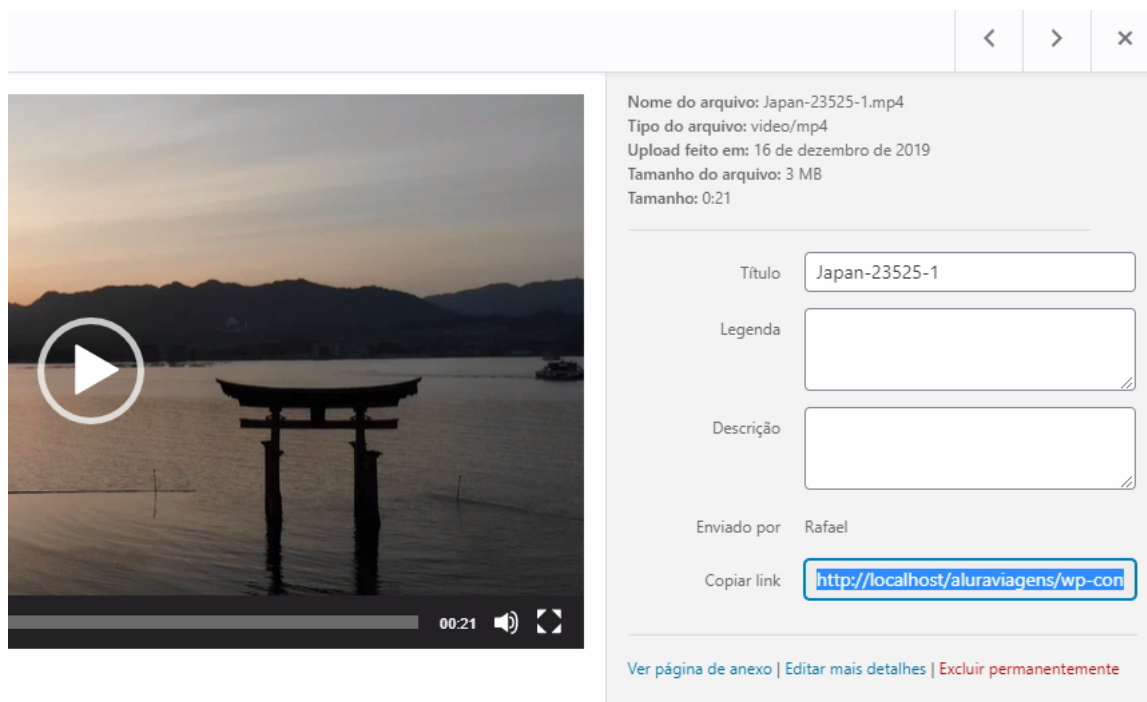 Nome do arquivo: Japan-23525-1.mp4
Tipo do arquivo: video/mp4
Upload feito em: 16 de dezembro de 2019
Tamanho do arquivo: 3 MB
Tamanho: 0:21
Título Japan-23525-1
Legenda
Descrição
Enviado por Rafael
Copiar link http://localhost/aluraviagens/wp-con
00:21
Ver página de anexo | Editar mais detalhes | Excluir permanentemente